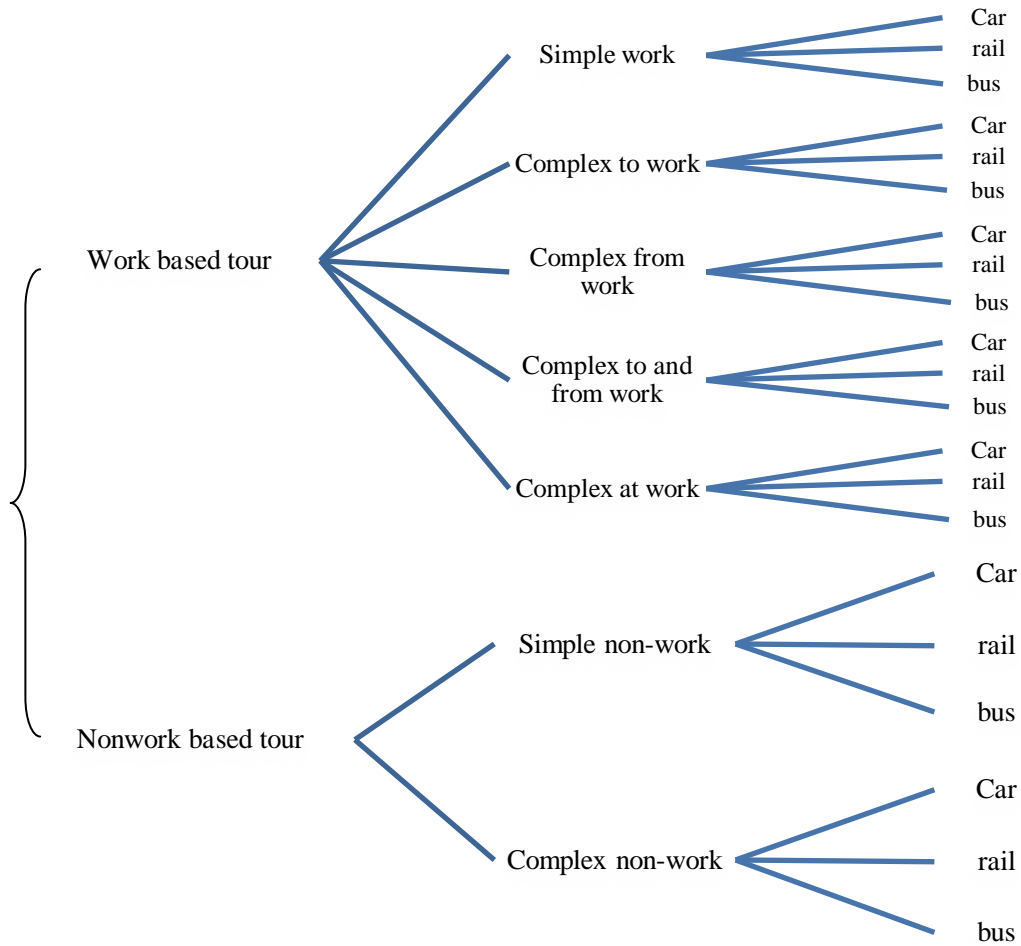 Work based tour
Simple work
Car
rail
bus
Complex to work
Car
rail
bus
Complex from
work
Car
rail
bus
Complex to and
from work
Car
rail
bus
Complex at work
Car
rail
bus
Nonwork based tour
Simple non-work
Car
rail
bus
Complex non-work
Car
rail
bus